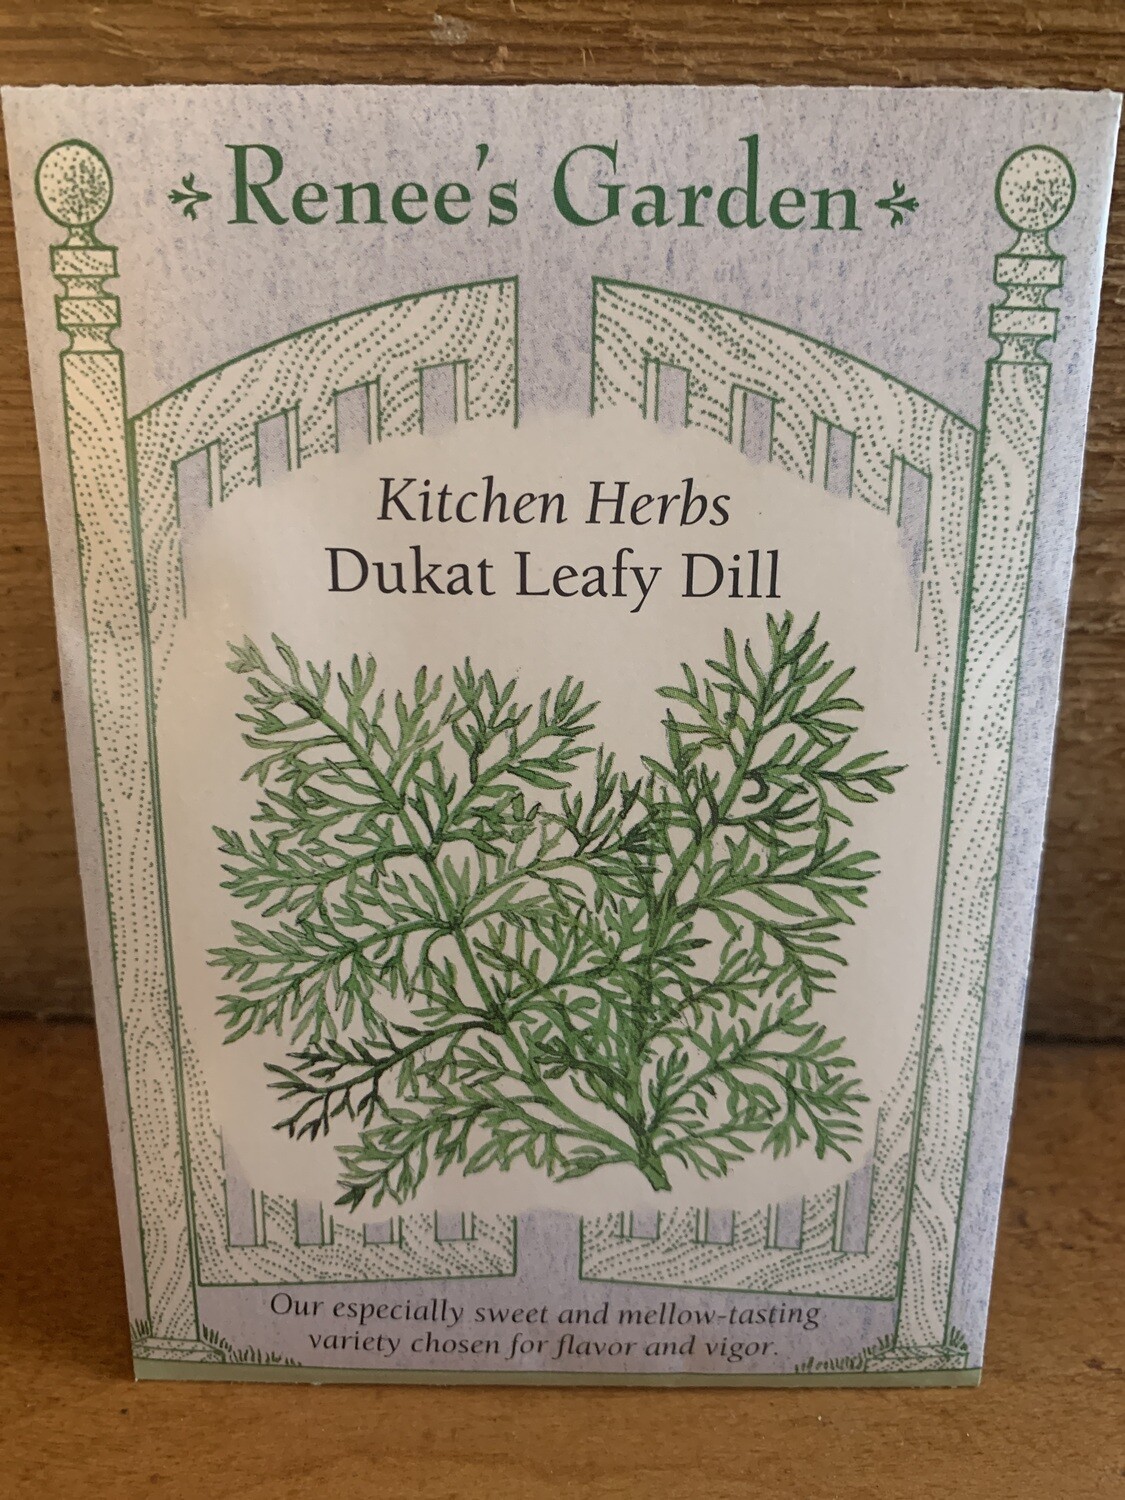 Renee's Garden
Kitchen Herbs
Dukat Leafy Dill
Our especially sweet and mellow-tasting
variety chosen for flavor and vigor.